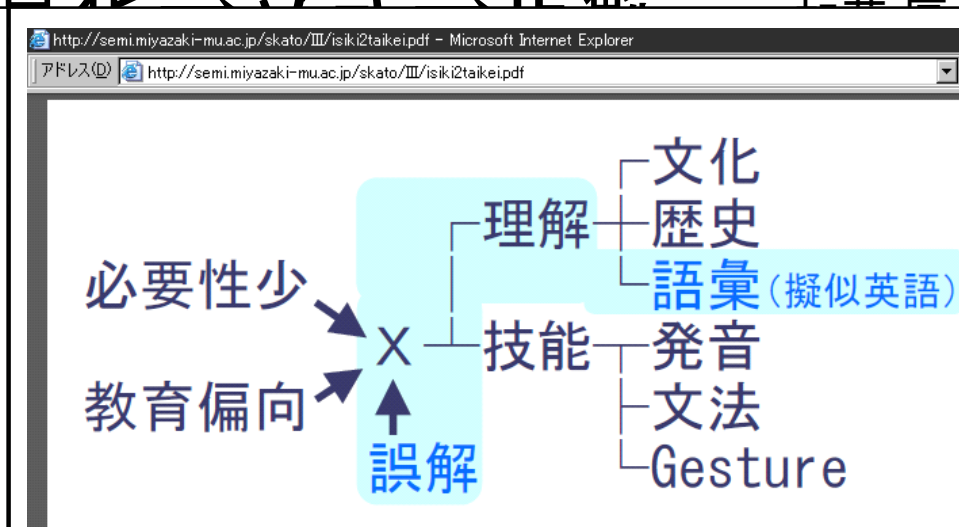 http://semi.miyazaki-mu.ac.jp/skato/Ⅲ/isiki2taikei.pdf - Microsoft Internet Explorer
アドレス(D) http://semi.miyazaki-mu.ac.jp/skato/Ⅲ/isiki2taikei.pdf
文化
理解 歴史
必要性少 語彙(擬似英語)
X 技能 発音
教育偏向 文法
誤解 Gesture